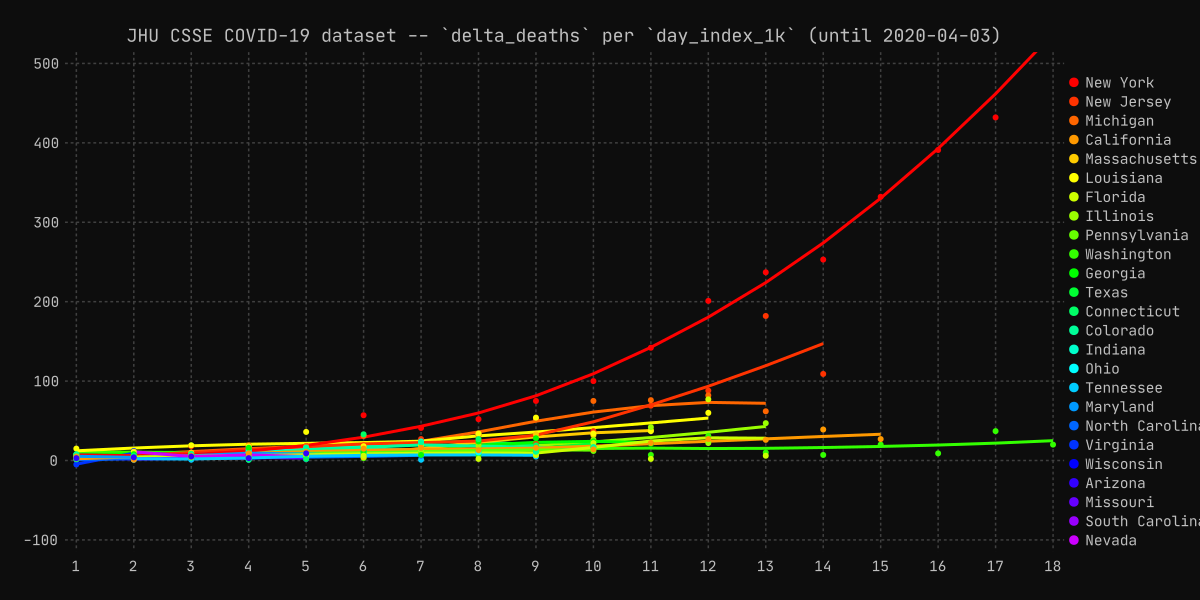 JHU CSSE COVID-19 dataset -- `delta_deaths` per `day_index_1k` (until 2020-04-03)
500
400
300
200
100
0
-100
1 2 3 4 5 6 7 8 9 10 11 12 13 14 15 16 17 18
New York
New Jersey
Michigan
California
Massachusetts
Louisiana
Florida
Illinois
Pennsylvania
Washington
Georgia
Texas
Connecticut
Colorado
Indiana
Ohio
Tennessee
Maryland
North Carolina
Virginia
Wisconsin
Arizona
Missouri
South Carolina
Nevada